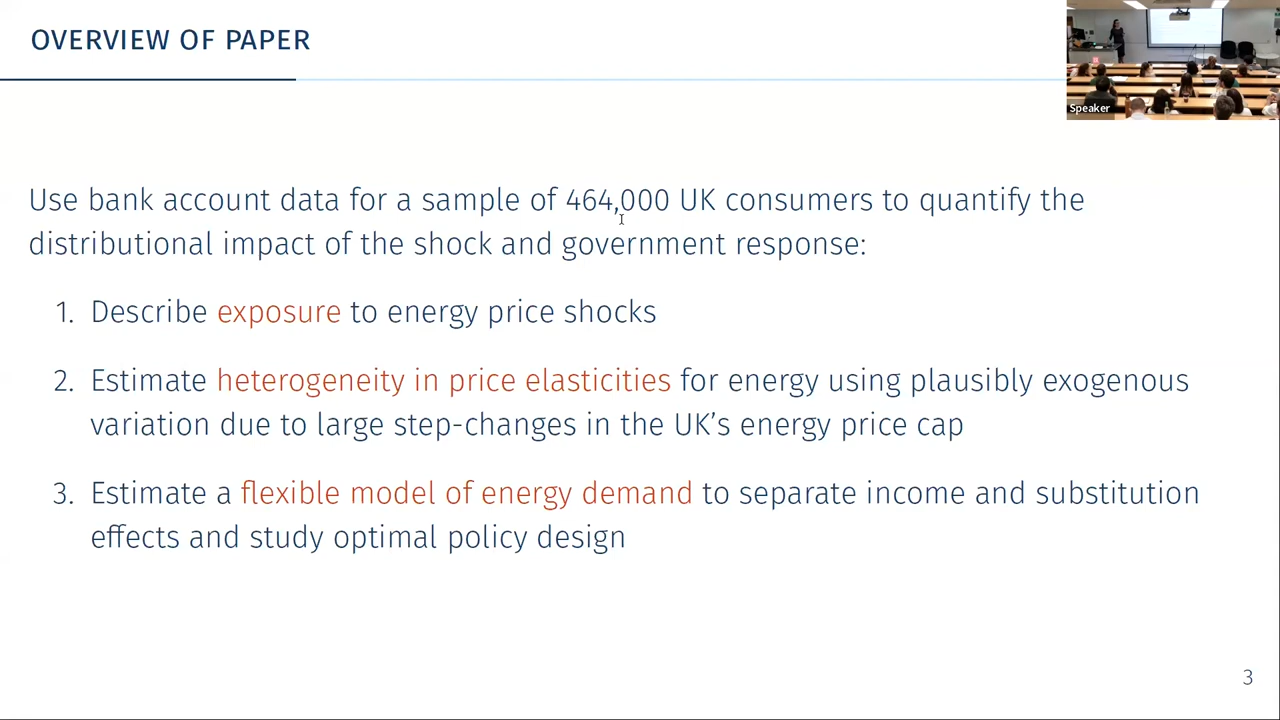 OVERVIEW OF PAPER
Speaker
Use bank account data for a sample of 464,000 UK consumers to quantify the
distributional impact of the shock and government response:
1. Describe exposure to energy price shocks
2. Estimate heterogeneity in price elasticities for energy using plausibly exogenous
variation due to large step-changes in the UK’s energy price cap
3. Estimate a flexible model of energy demand to separate income and substitution
effects and study optimal policy design
3